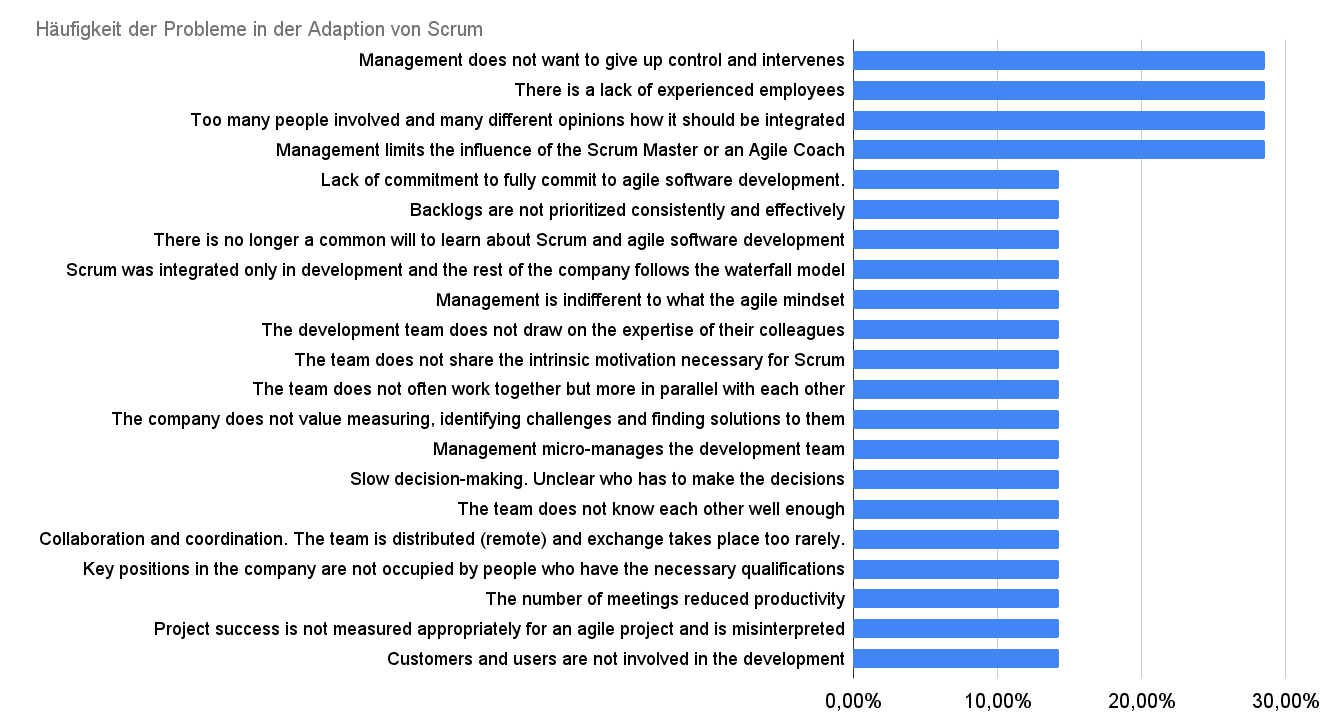 Häufigkeit der Probleme in der Adaption von Scrum
Management does not want to give up control and intervenes
There is a lack of experienced employees
Too many people involved and many different opinions how it should be integrated
Management limits the influence of the Scrum Master or an Agile Coach
Lack of commitment to fully commit to agile software development.
Backlogs are not prioritized consistently and effectively
There is no longer a common will to learn about Scrum and agile software development
Scrum was integrated only in development and the rest of the company follows the waterfall model
Management is indifferent to what the agile mindset
The development team does not draw on the expertise of their colleagues
The team does not share the intrinsic motivation necessary for Scrum
The team does not often work together but more in parallel with each other
The company does not value measuring, identifying challenges and finding solutions to them
Management micro-manages the development team
Slow decision-making. Unclear who has to make the decisions
The team does not know each other well enough
Collaboration and coordination. The team is distributed (remote) and exchange takes place too rarely.
Key positions in the company are not occupied by people who have the necessary qualifications
The number of meetings reduced productivity
Project success is not measured appropriately for an agile project and is misinterpreted
Customers and users are not involved in the development
0,00% 10,00% 20,00% 30,00%